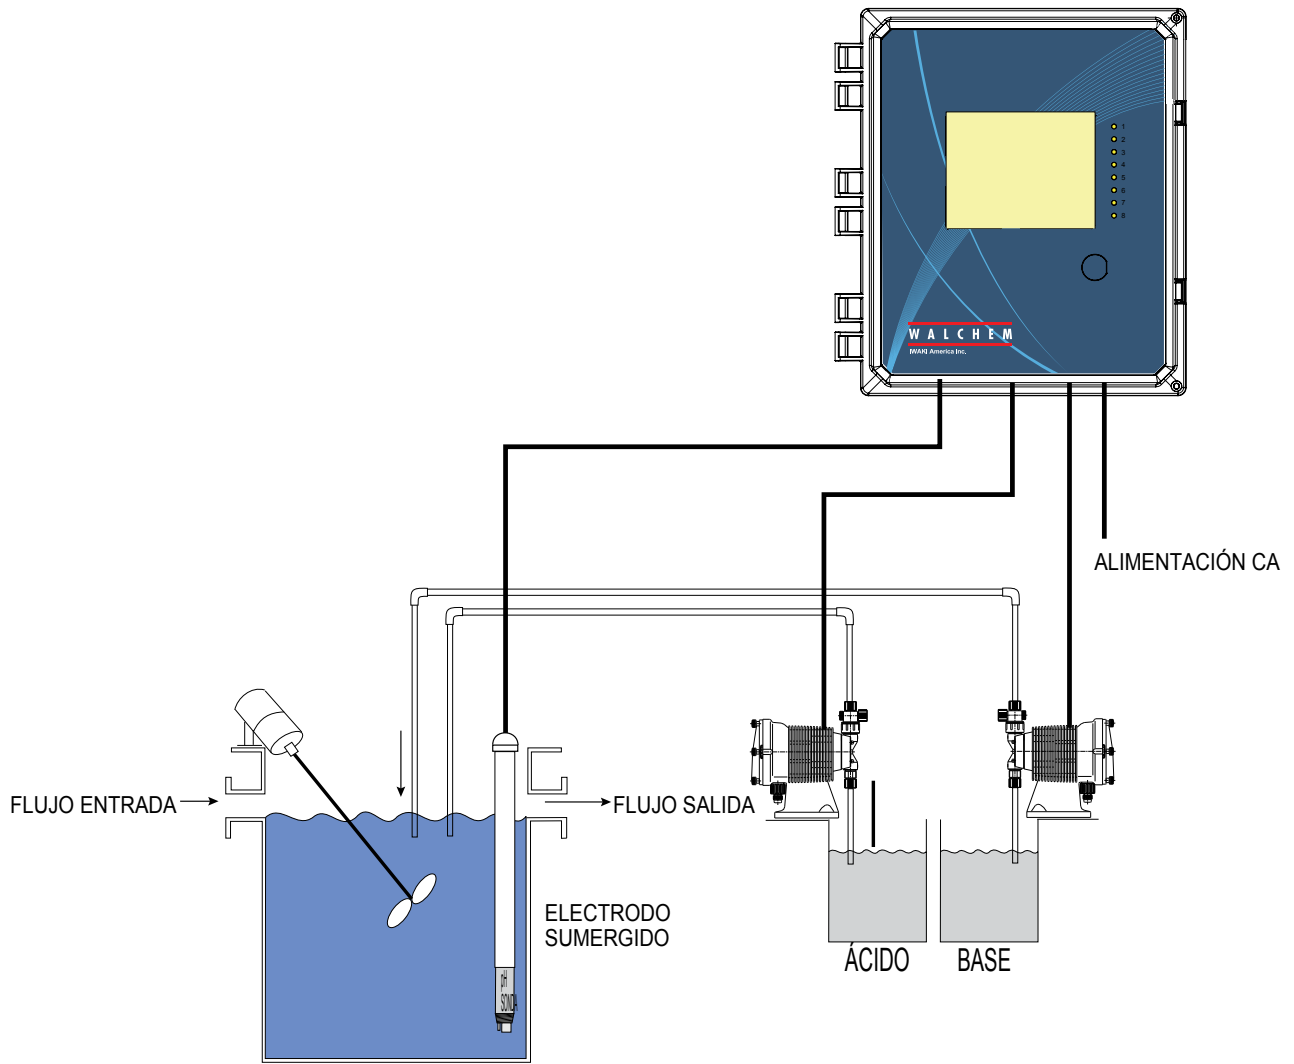 1
2
3
4
5
6
7
8
WALCHEM
IWAKI America Inc.
ALIMENTACIÓN CA
FLUJO ENTRADA
FLUJO SALIDA
ELECTRODO
SUMERGIDO
pH
SONDA
ÁCIDO
BASE